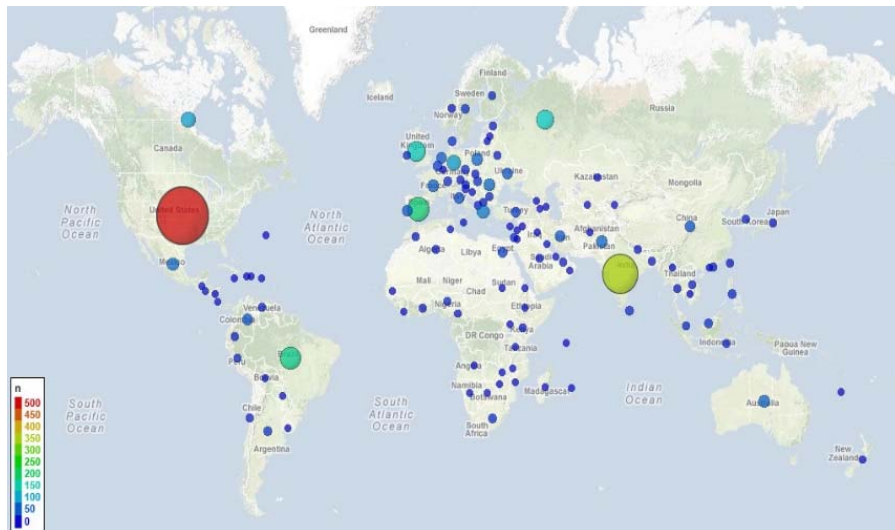 Greenland
Finland
Iceland
Sweden
Norway
Russia
United
Kingdom
Canada
Poland
Ukraine
Kazakhstan
Mongolia
United States
North
Pacific
Ocean
North
Atlantic
Ocean
Turkey
Afghanistan
China
Japan
South Korea
Pakistan
Mexico
Algeria
Libya
Egypt
Saudi
Arabia
Mali
Niger
Chad
Sudan
Thailand
Venezuela
Colombia
Nigeria
Ethiopia
Kenya
DR Congo
Tanzania
Indonesia
Papua New
Guinea
Brazil
Peru
Bolivia
Angola
Namibia
Botswana
Madagascar
Indian
Ocean
Australia
South
Pacific
Ocean
Chile
South
Atlantic
Ocean
South
Africa
Argentina
New
Zealand
n
500
450
400
350
300
250
200
150
100
50
0